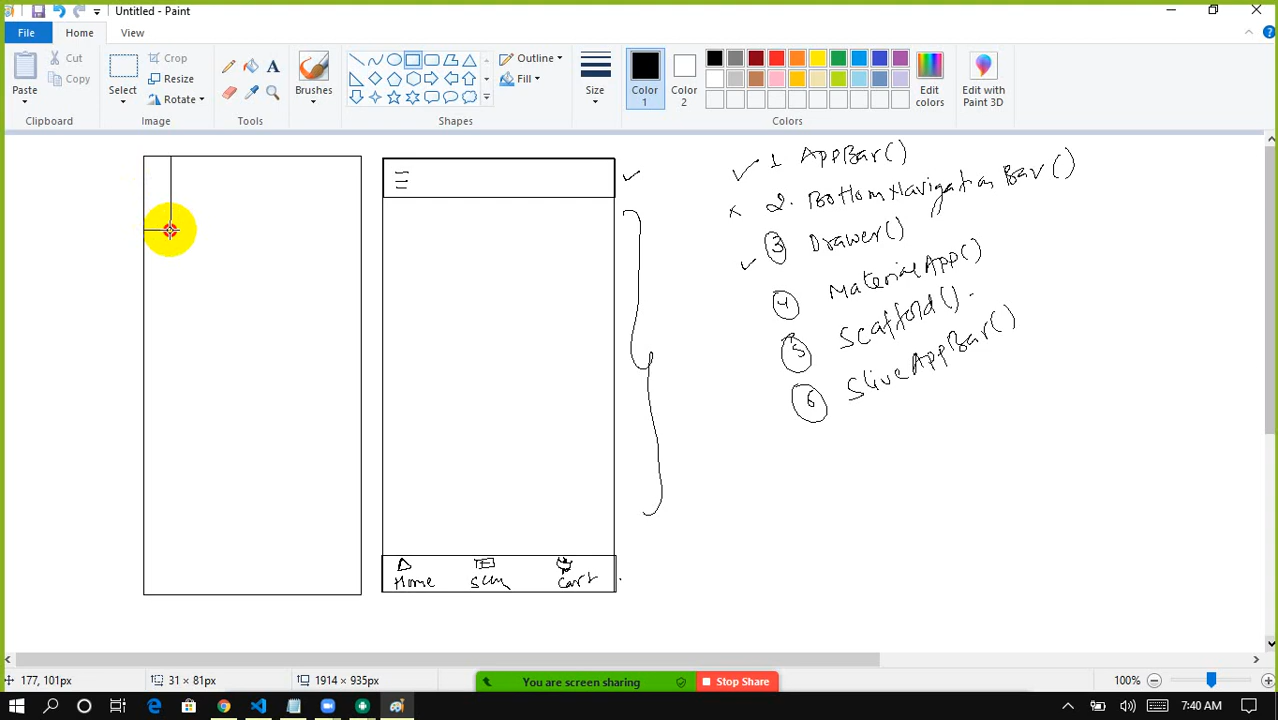 Untitled - Paint
File Home View
Paste
Cut
Copy
Clipboard
Select
Crop
Resize
Rotate
Image
A
Tools
Brushes
Outline
Fill
Shapes
Size
Color 1
Color 2
Edit colors
Edit with Paint 3D
Colors
1 AppBar()
2. BottomNavigation Bar()
3 Drawer()
4 MaterialApp()
5 Scaffold().
6 SliveAppBar()
Home Cart
177, 101px
31 × 81px
1914 × 935px
100%
You are screen sharing
Stop Share
7:40 AM